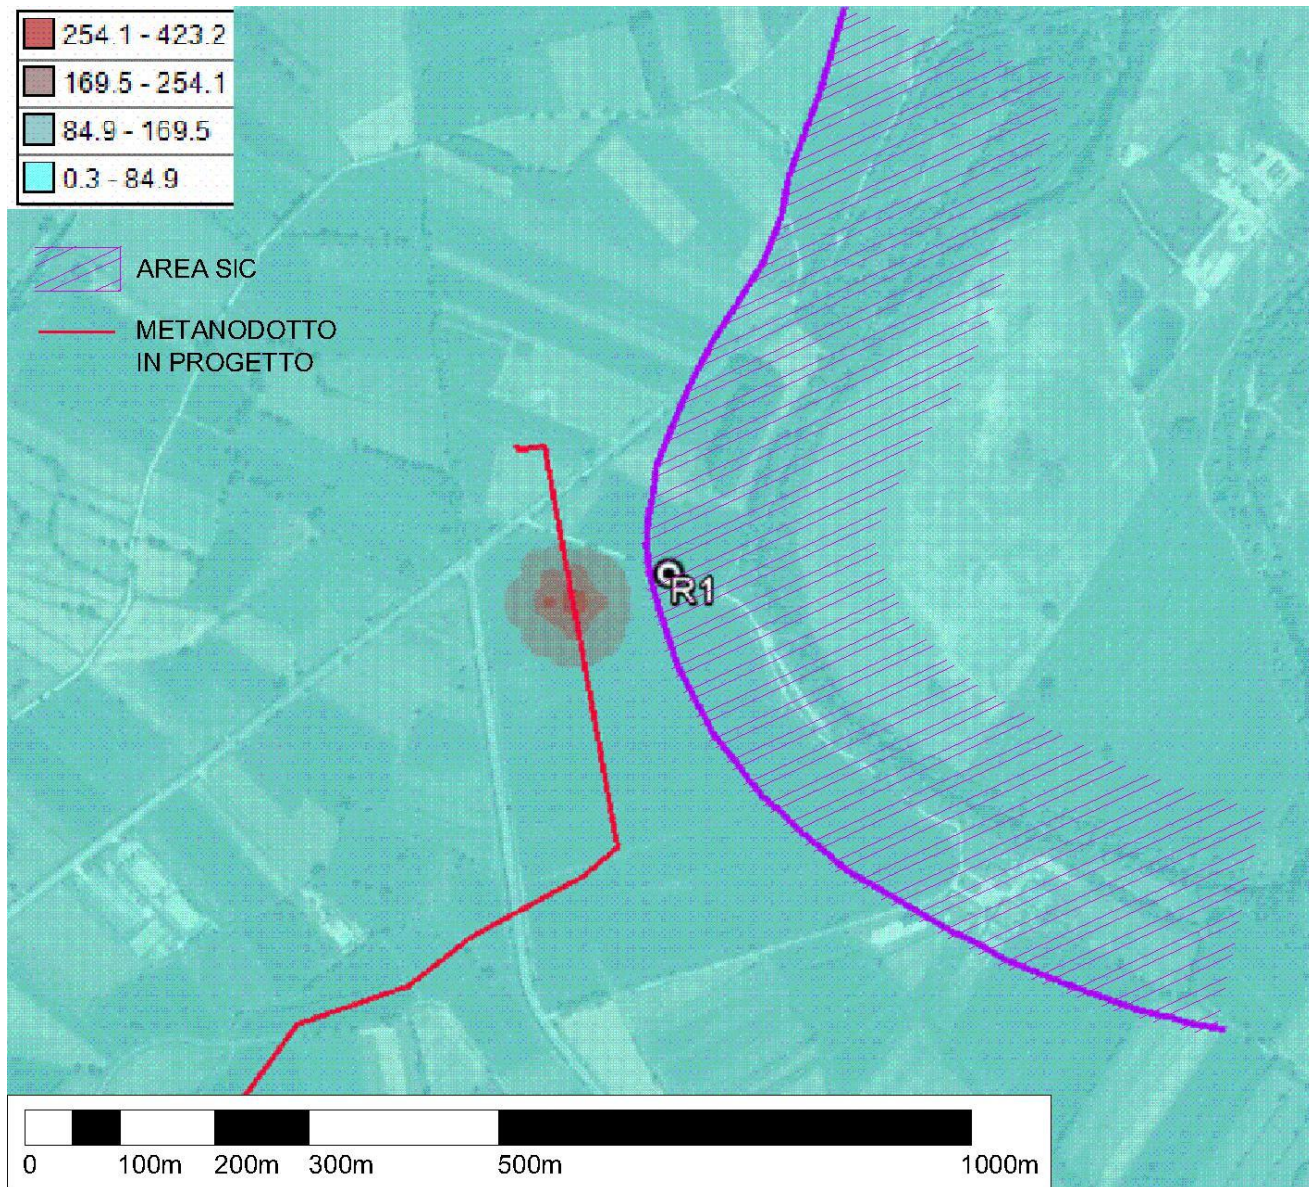 254.1 - 423.2
169.5 - 254.1
84.9 - 169.5
0.3 - 84.9
AREA SIC
METANODOTTO
IN PROGETTO
R1
0 100m 200m 300m 500m 1000m